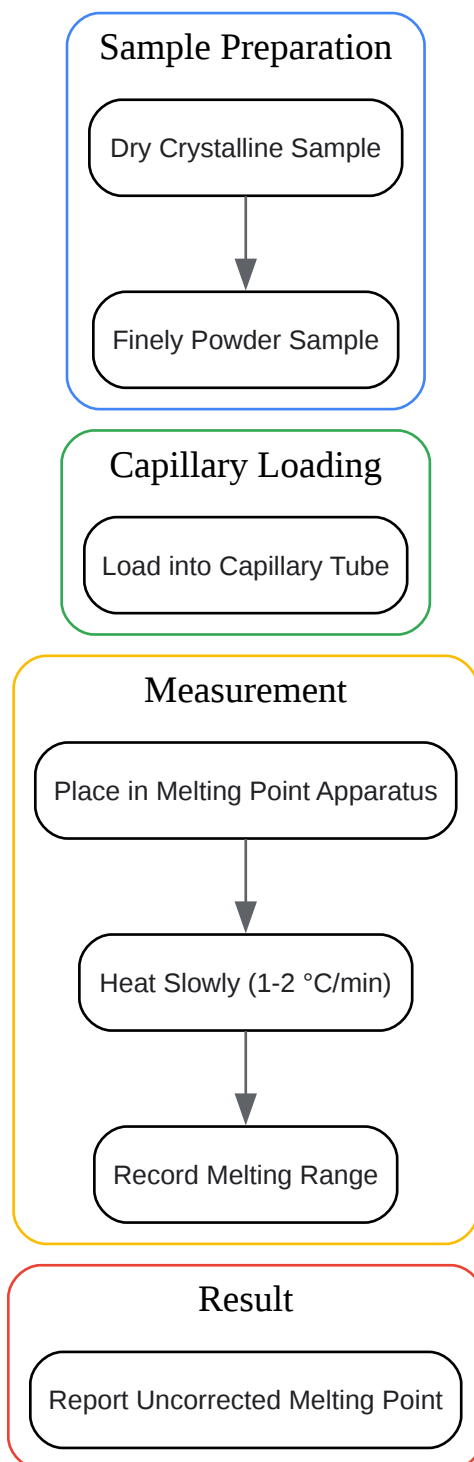 Sample Preparation
Dry Crystalline Sample
Finely Powder Sample
Capillary Loading
Load into Capillary Tube
Measurement
Place in Melting Point Apparatus
Heat Slowly (1-2 °C/min)
Record Melting Range
Result
Report Uncorrected Melting Point